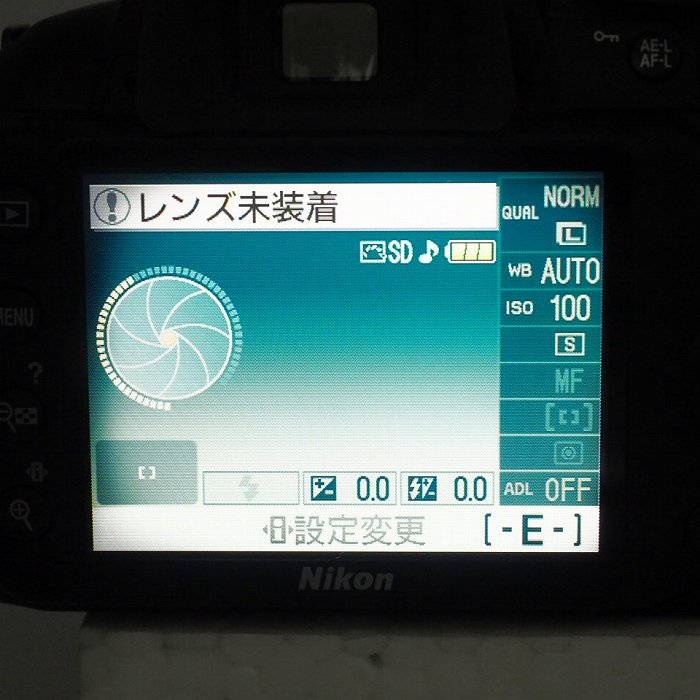 AE-L
AF-L
レンズ未装着
QUAL NORM
L
SD
WB AUTO
ISO 100
S
MENU
MF
?
0.0 0.0
ADL OFF
設定変更 [-E-]
Nikon